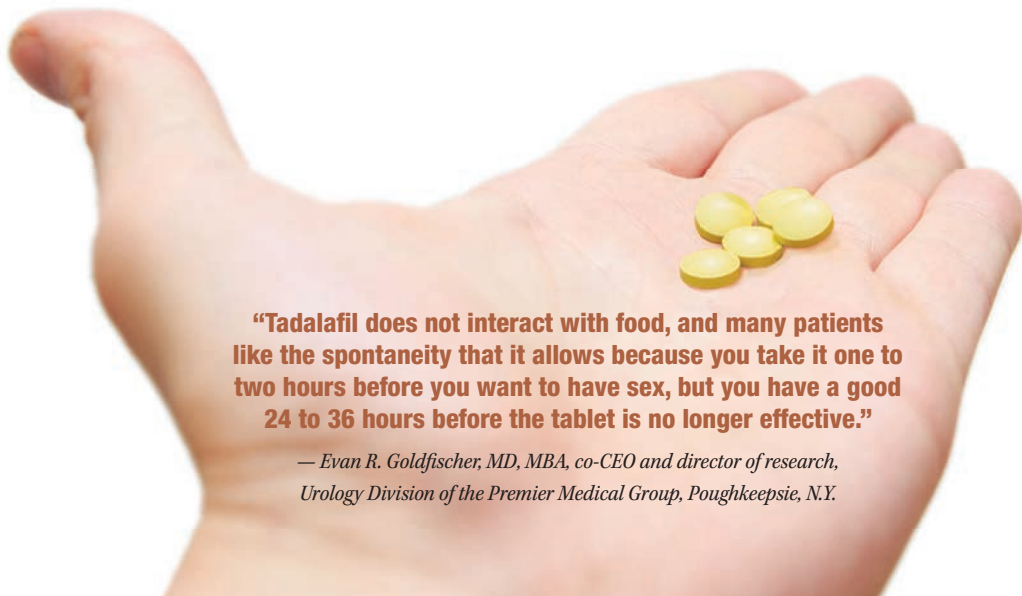 “Tadalafil does not interact with food, and many patients
like the spontaneity that it allows because you take it one to
two hours before you want to have sex, but you have a good
24 to 36 hours before the tablet is no longer effective.”
— Evan R. Goldfischer, MD, MBA, co-CEO and director of research,
Urology Division of the Premier Medical Group, Poughkeepsie, N.Y.